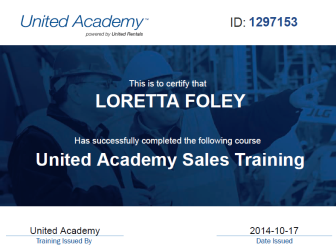 United Academy™
powered by United Rentals
ID: 1297153
This is to certify that
LORETTA FOLEY
Has successfully completed the following course
United Academy Sales Training
JLG
United Academy
Training Issued By
2014-10-17
Date Issued